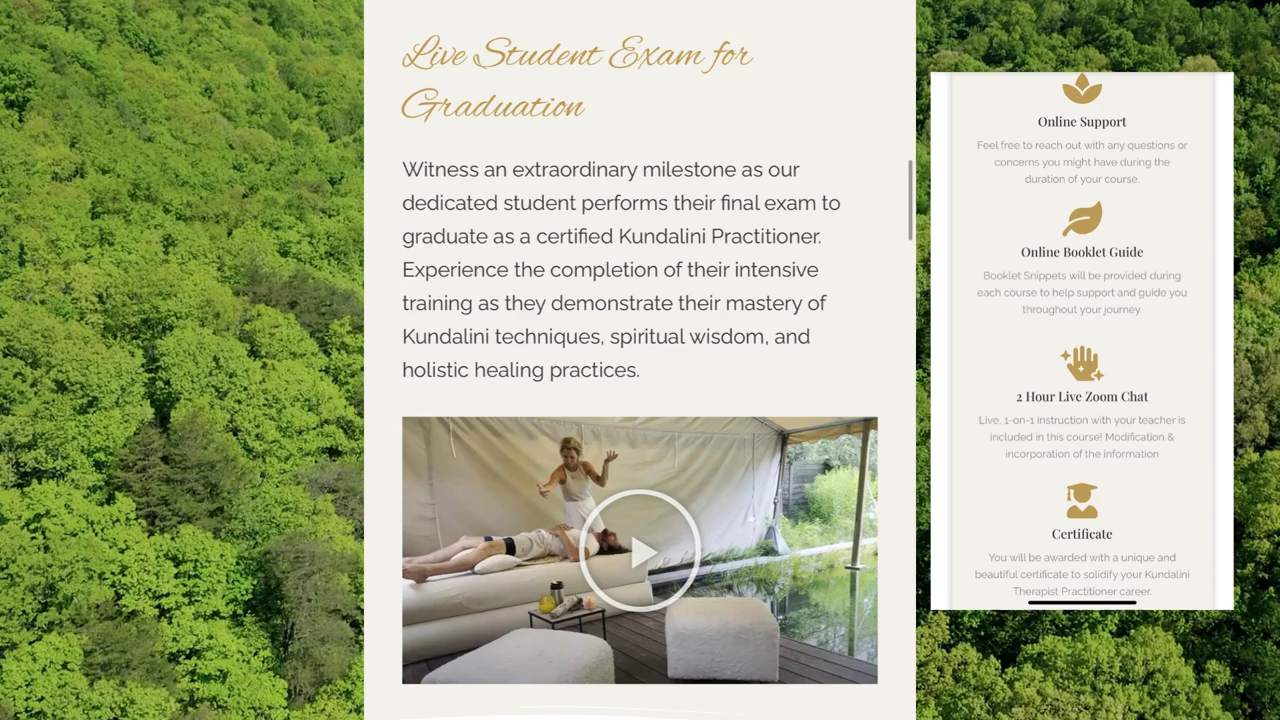 Live Student Exam for
Graduation
Witness an extraordinary milestone as our
dedicated student performs their final exam to
graduate as a certified Kundalini Practitioner.
Experience the completion of their intensive
training as they demonstrate their mastery of
Kundalini techniques, spiritual wisdom, and
holistic healing practices.
Online Support
Feel free to reach out with any questions or
concerns you might have during the
duration of your course.
Online Booklet Guide
Booklet Snippets will be provided during
each course to help support and guide you
throughout your journey.
2 Hour Live Zoom Chat
Live, 1-on-1 instruction with your teacher is
included in this course! Modification &
incorporation of the information
Certificate
You will be awarded with a unique and
beautiful certificate to solidify your Kundalini
Therapist Practitioner career.